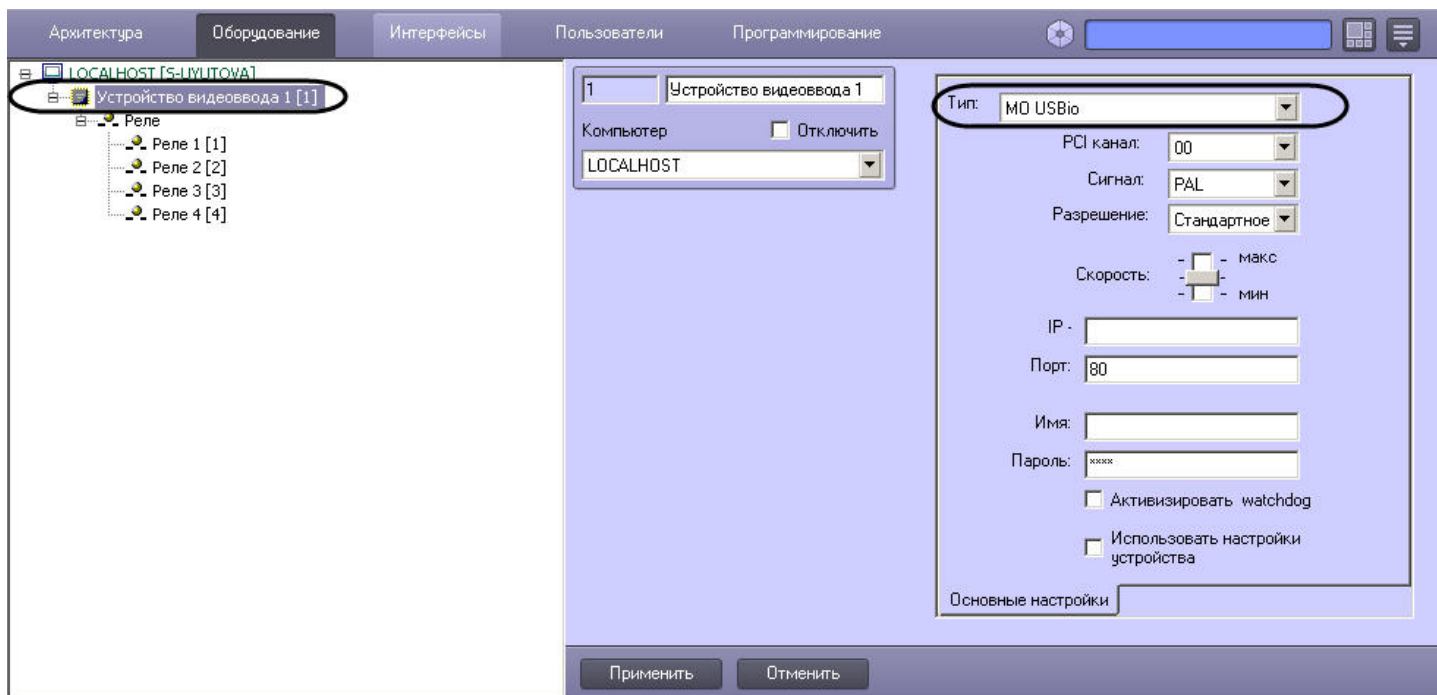 Архитектура Оборудование Интерфейсы Пользователи Программирование
LOCALHOST [S-LIYUTOVA]
Устройство видеоввода 1 [1]
Реле
Реле 1 [1]
Реле 2 [2]
Реле 3 [3]
Реле 4 [4]
1 Устройство видеоввода 1
Компьютер Отключить
LOCALHOST
Тип: MO USBio
PCI канал: 00
Сигнал: PAL
Разрешение: Стандартное
Скорость: макс
мин
IP -
Порт: 80
Имя:
Пароль: ****
Активизировать watchdog
Использовать настройки
устройства
Основные настройки
Применить Отменить